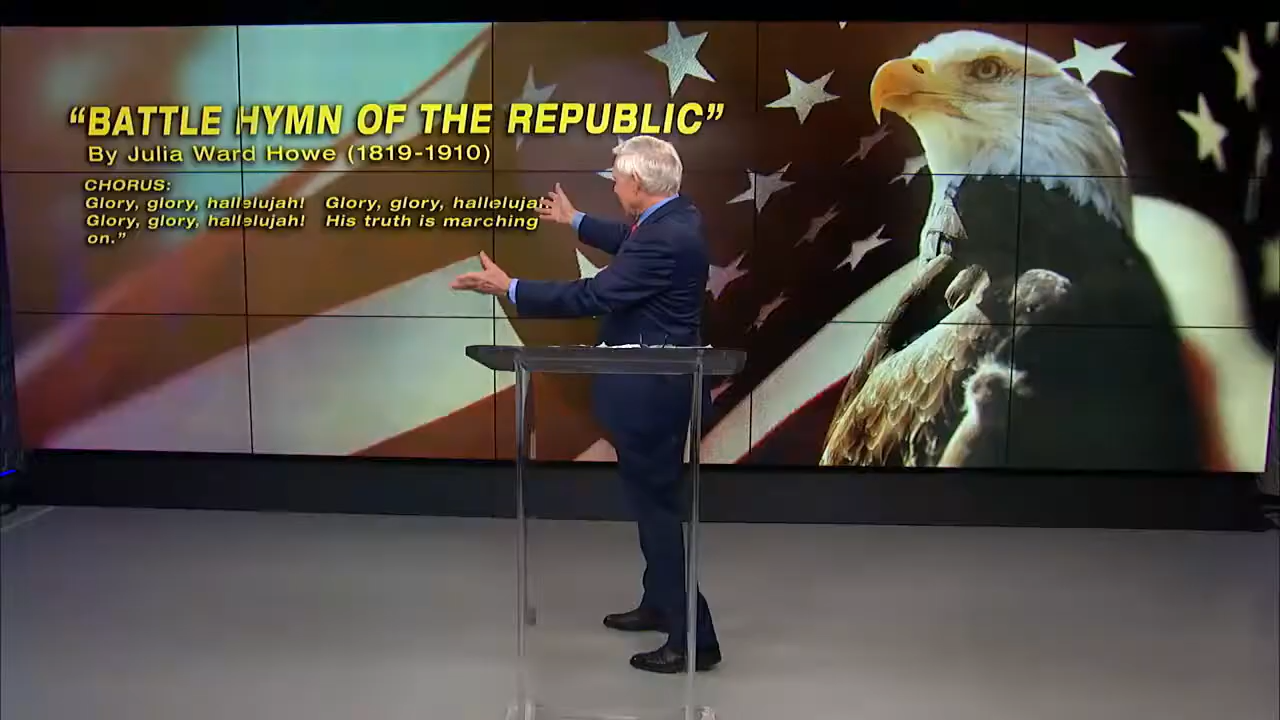 “BATTLE HYMN OF THE REPUBLIC”
By Julia Ward Howe (1819-1910)
CHORUS:
Glory, glory, hallelujah! Glory, glory,
Glory, glory, hallelujah! His truth is marching
on.”